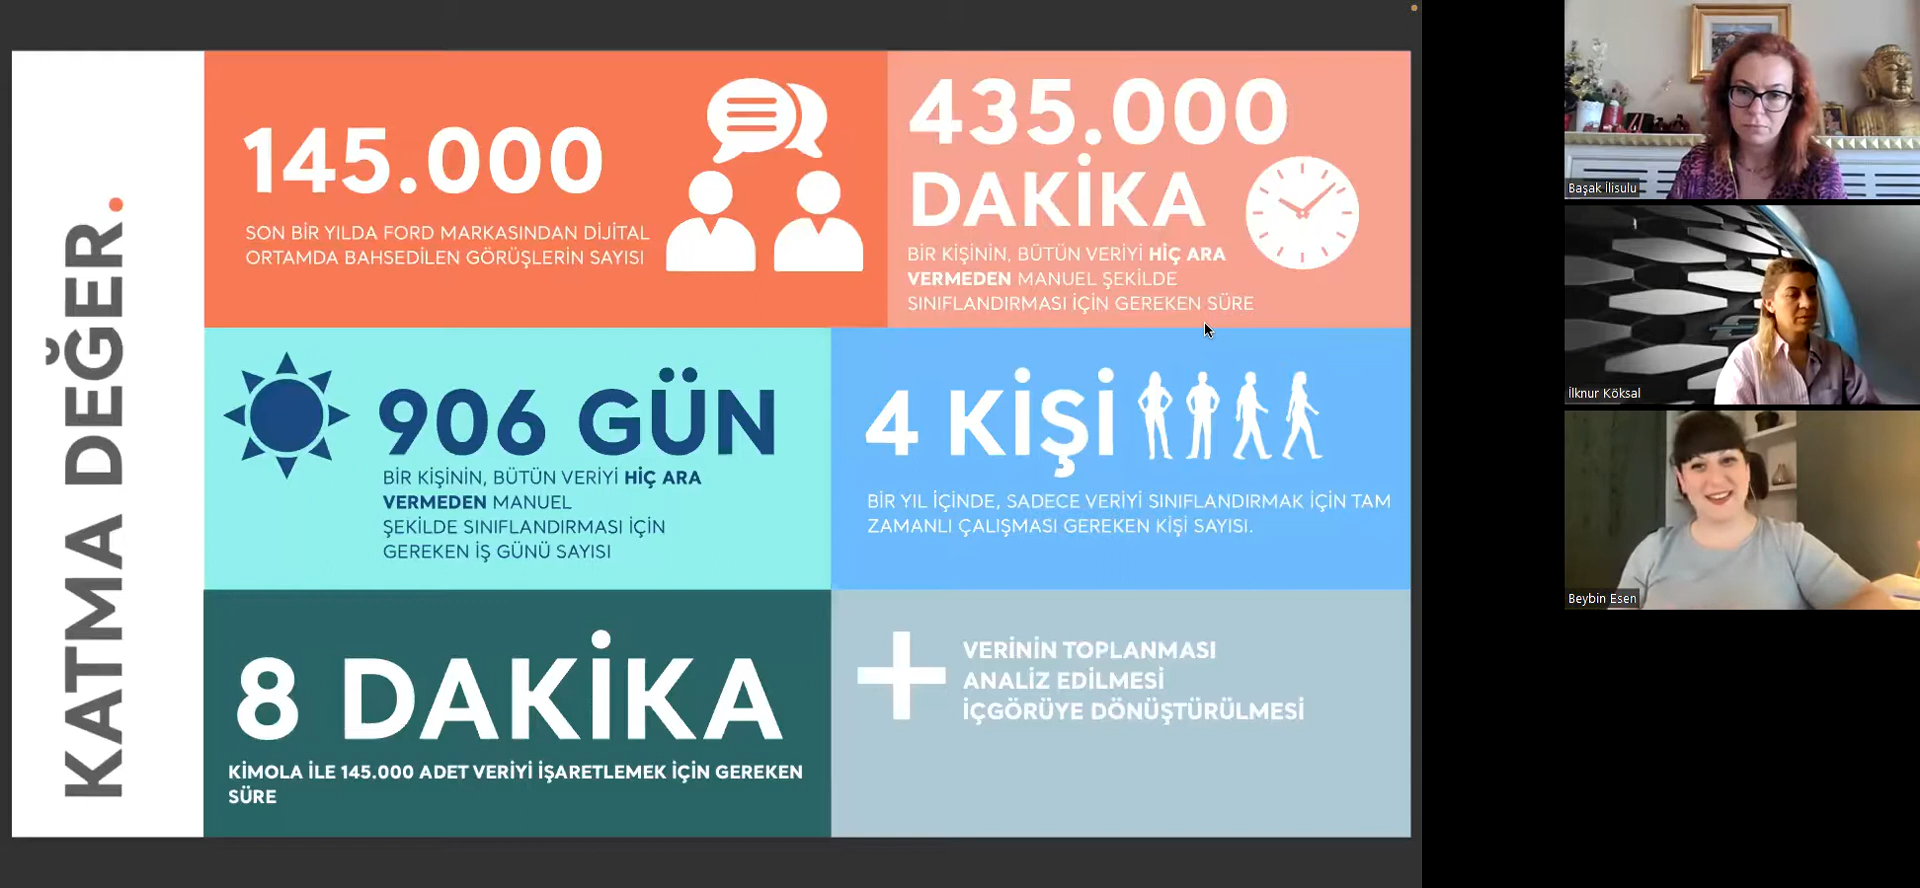 KATMA DEĞER.
145.000
SON BİR YILDA FORD MARKASINDAN DİJİTAL
ORTAMDA BAHSEDİLEN GÖRÜŞLERİN SAYISI
435.000
DAKİKA
BİR KİŞİNİN, BÜTÜN VERİYİ HİÇ ARA
VERMEDEN MANUEL ŞEKİLDE
SINIFLANDIRMASI İÇİN GEREKEN SÜRE
906 GÜN
BİR KİŞİNİN, BÜTÜN VERİYİ HİÇ ARA
VERMEDEN MANUEL
ŞEKİLDE SINIFLANDIRMASI İÇİN
GEREKEN İŞ GÜNÜ SAYISI
4 KİŞİ
BİR YIL İÇİNDE, SADECE VERİYİ SINIFLANDIRMAK İÇİN TAM
ZAMANLI ÇALIŞMASI GEREKEN KİŞİ SAYISI.
8 DAKİKA
KİMOLA İLE 145.000 ADET VERİYİ İŞARETLEMEK İÇİN GEREKEN
SÜRE
VERİNİN TOPLANMASI
ANALİZ EDİLMESİ
İÇGÖRÜYE DÖNÜŞTÜRÜLMESİ
Başak İlisulu
İlknur Köksal
Beybin Esen